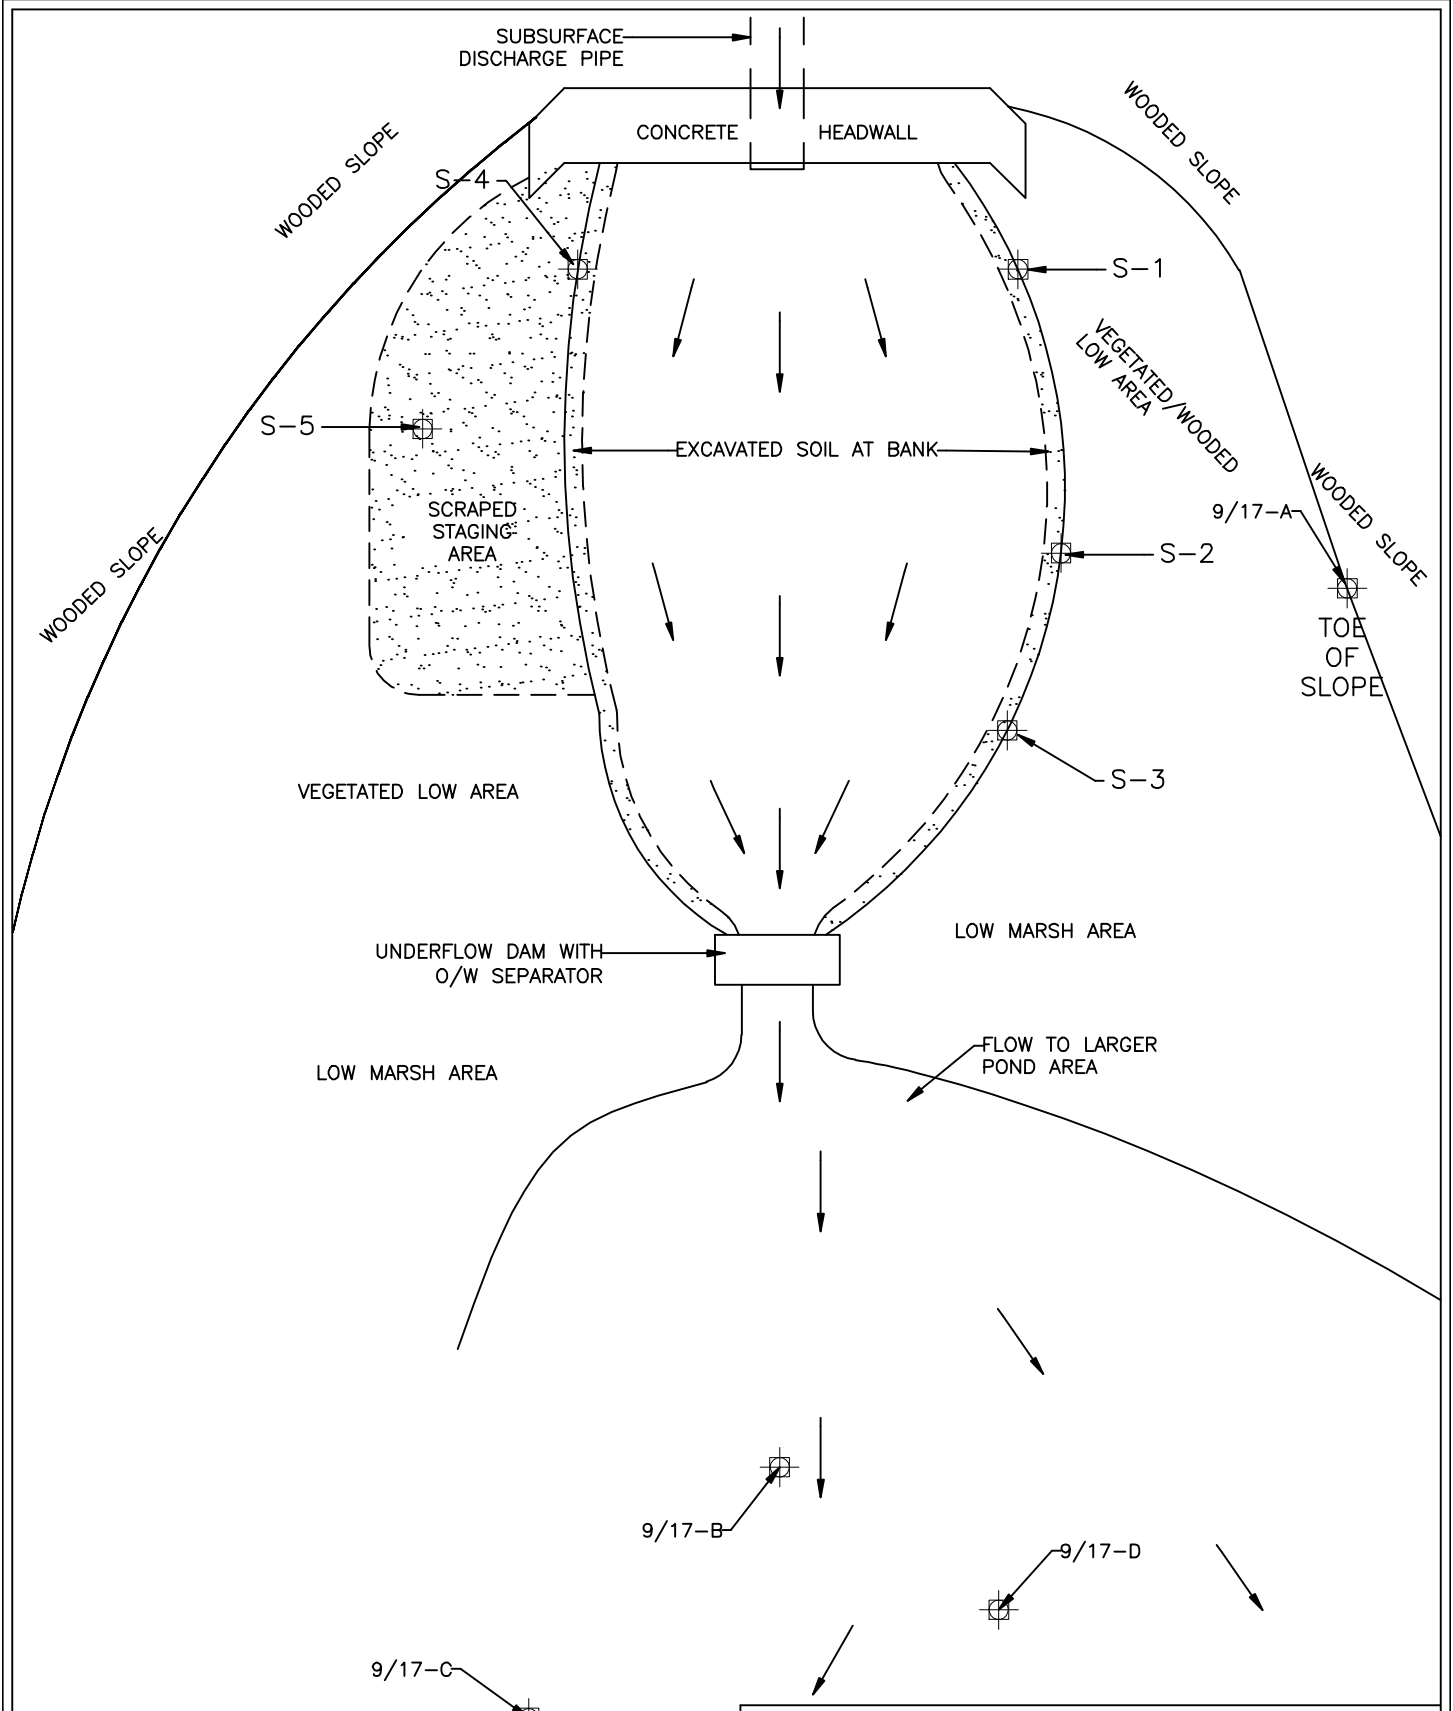 SUBSURFACE
DISCHARGE PIPE
WOODED SLOPE
WOODED SLOPE
CONCRETE HEADWALL
S-4
S-1
VEGETATED/WOODED
LOW AREA
S-5
EXCAVATED SOIL AT BANK
WOODED SLOPE
SCRAPED
STAGING
AREA
9/17-A
S-2
WOODED SLOPE
TOE
OF
SLOPE
S-3
VEGETATED LOW AREA
LOW MARSH AREA
UNDERFLOW DAM WITH
O/W SEPARATOR
FLOW TO LARGER
POND AREA
LOW MARSH AREA
9/17-B
9/17-D
9/17-C